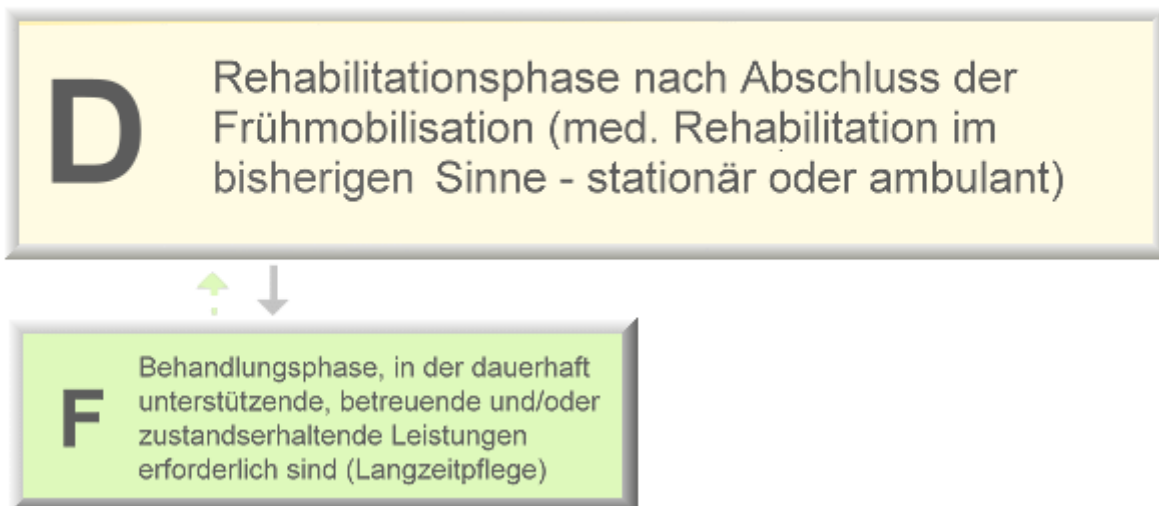 D
Rehabilitationsphase nach Abschluss der
Frühmobilisation (med. Rehabilitation im
bisherigen Sinne - stationär oder ambulant)
F
Behandlungsphase, in der dauerhaft
unterstützende, betreuende und/oder
zustandserhaltende Leistungen
erforderlich sind (Langzeitpflege)